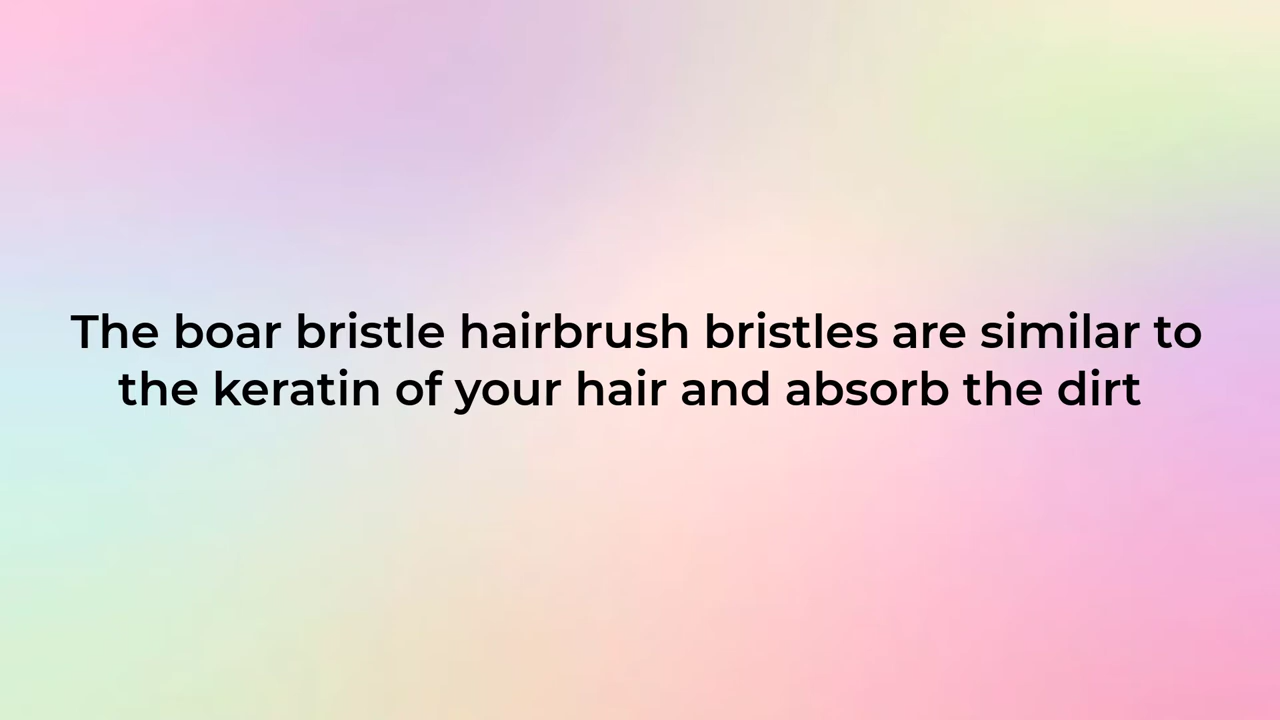 The boar bristle hairbrush bristles are similar to
the keratin of your hair and absorb the dirt